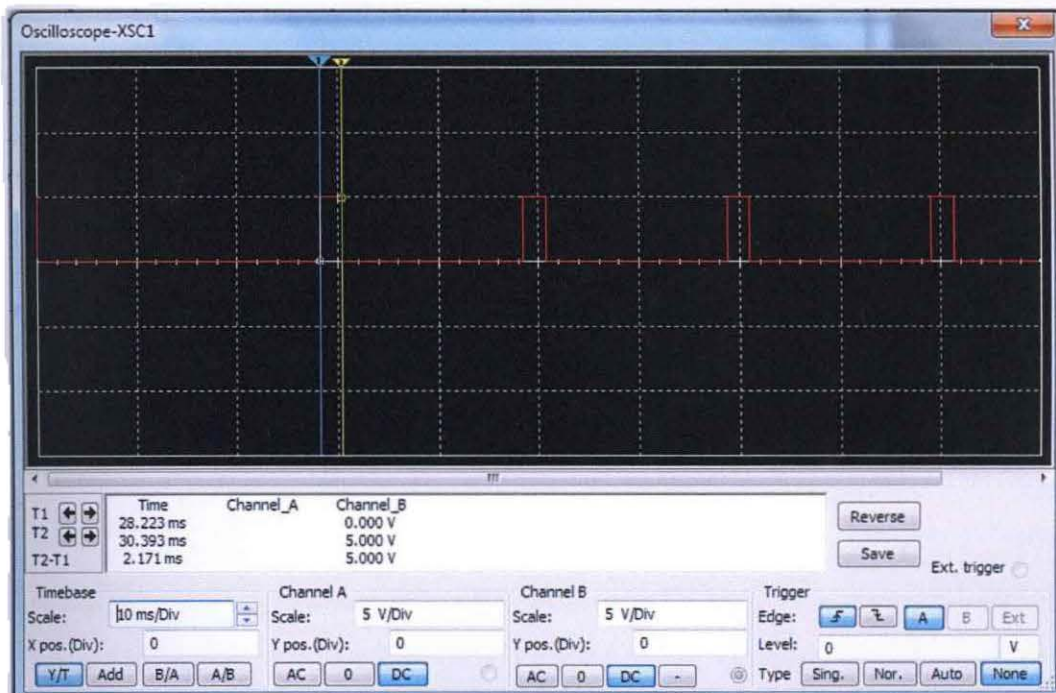 Oscilloscope-XSC1
1 2
T1 Time Channel_A Channel_B
28.223 ms 0.000 V
T2 30.393 ms 5.000 V
T2-T1 2.171 ms 5.000 V
Reverse
Save
Ext. trigger
Timebase
Scale: 10 ms/Div
X pos.(Div): 0
Y/T Add B/A A/B
Channel A
Scale: 5 V/Div
Y pos.(Div): 0
AC 0 DC
Channel B
Scale: 5 V/Div
Y pos.(Div): 0
AC 0 DC -
Trigger
Edge: A B Ext
Level: 0 V
Type Sing. Nor. Auto None